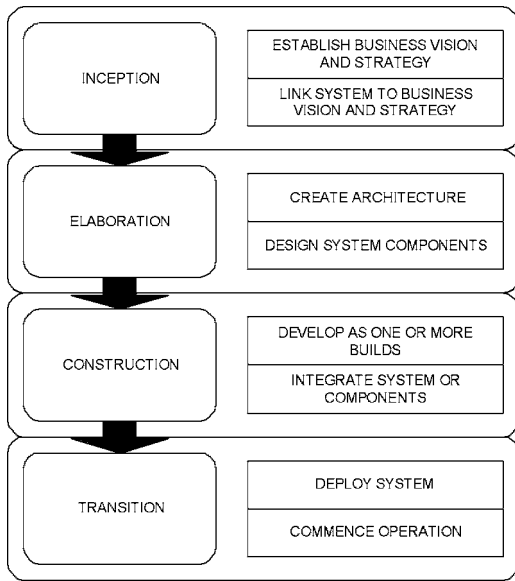 INCEPTION
ESTABLISH BUSINESS VISION
AND STRATEGY
LINK SYSTEM TO BUSINESS
VISION AND STRATEGY
ELABORATION
CREATE ARCHITECTURE
DESIGN SYSTEM COMPONENTS
CONSTRUCTION
DEVELOP AS ONE OR MORE
BUILDS
INTEGRATE SYSTEM OR
COMPONENTS
TRANSITION
DEPLOY SYSTEM
COMMENCE OPERATION